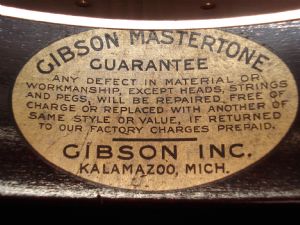 GIBSON MASTERTONE
GUARANTEE
ANY DEFECT IN MATERIAL OR
WORKMANSHIP, EXCEPT HEADS, STRINGS
AND PEGS, WILL BE REPAIRED FREE OF
CHARGE OR REPLACED WITH ANOTHER OF
SAME STYLE OR VALUE, IF RETURNED
TO OUR FACTORY CHARGES PREPAID.
GIBSON INC.
KALAMAZOO, MICH.